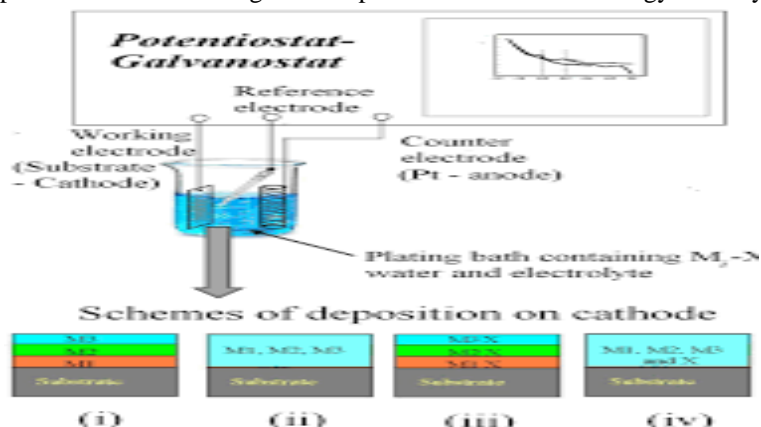 Potentiostat-
Galvanostat
Reference
electrode
Working
electrode
(Substrate
- Cathode)
Counter
electrode
(Pt - anode)
Plating bath containing M
water and electrolyte
Schemes of deposition on cathode
M3
M2
M1
Substrate
(i)
M1, M2, M3
Substrate
(ii)
M3 X
M2 X
M1 X
Substrate
(iii)
M1, M2, M3
and X
Substrate
(iv)